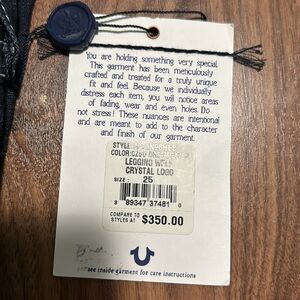 You are holding something very special.
This garment has been meticulously
crafted and treated for a truly unique
fit and feel. Because we individually
distress each item, you will notice areas
of fading, wear and even holes. Do
not stress! These nuances are intentional
and are meant to add to the character
and finish of our garment.
STYLE:
COLOR:
LEGGING
CRYSTAL LOGO
SIZE: 25
8 89347 37481 0
COMPARE TO
STYLES AT $350.00
see inside garment for care instructions